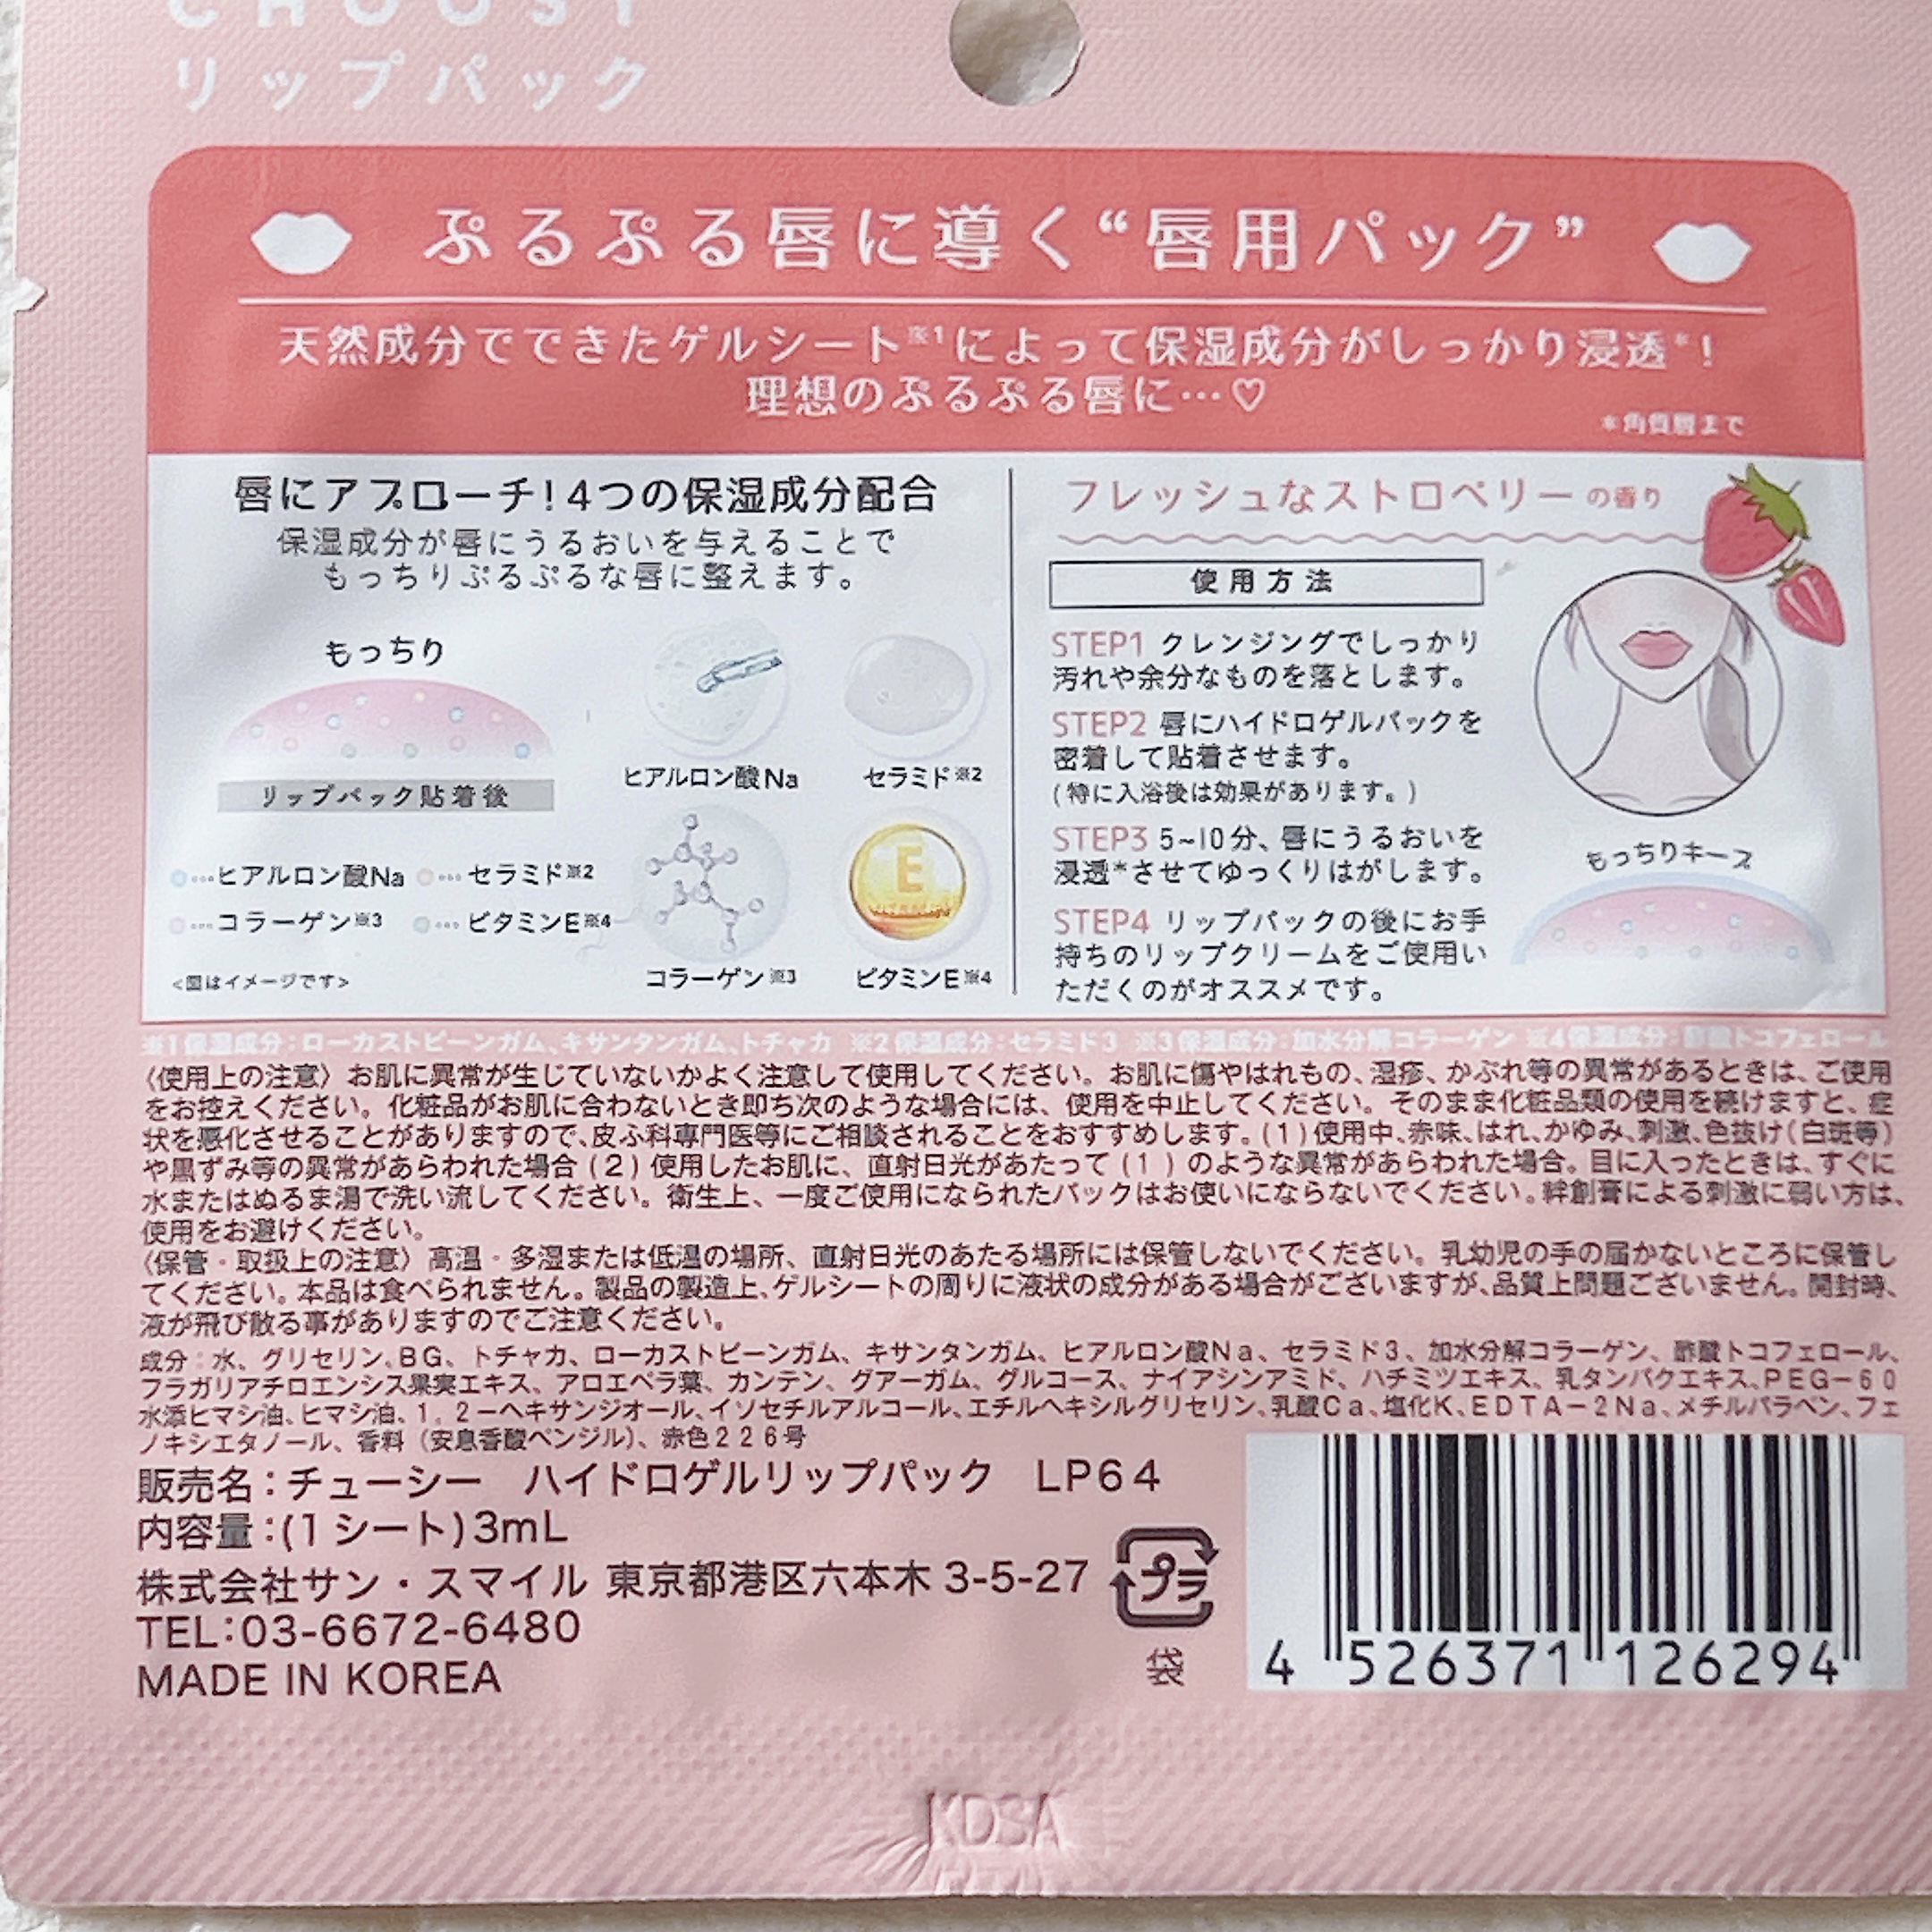 CHOOSY
リップパック
ぷるぷる唇に導く“唇用パック”
天然成分でできたゲルシート※1によって保湿成分がしっかり浸透*！
理想のぷるぷる唇に…♡
*角質層まで
唇にアプローチ！4つの保湿成分配合
保湿成分が唇にうるおいを与えることで
もっちりぷるぷるな唇に整えます。
もっちり
リップパック貼着後
ヒアルロン酸Na
セラミド※2
コラーゲン※3
ビタミンE※4
E
…ヒアルロン酸Na …セラミド※2
…コラーゲン※3 …ビタミンE※4
<図はイメージです>
フレッシュなストロベリーの香り
使用方法
STEP1 クレンジングでしっかり
汚れや余分なものを落とします。
STEP2 唇にハイドロゲルパックを
密着して貼着させます。
(特に入浴後は効果があります。)
STEP3 5~10分、唇にうるおいを
浸透*させてゆっくりはがします。
STEP4 リップパックの後にお手
持ちのリップクリームをご使用い
ただくのがオススメです。
もっちりキープ
※1保湿成分：ローカストビーンガム、キサンタンガム、トチャカ ※2保湿成分：セラミド3 ※3保湿成分：加水分解コラーゲン ※4保湿成分：酢酸トコフェロール
〈使用上の注意〉お肌に異常が生じていないかよく注意して使用してください。お肌に傷やはれもの、湿疹、かぶれ等の異常があるときは、ご使用
をお控えください。化粧品がお肌に合わないとき即ち次のような場合には、使用を中止してください。そのまま化粧品類の使用を続けますと、症
状を悪化させることがありますので、皮ふ科専門医等にご相談されることをおすすめします。(1)使用中、赤味、はれ、かゆみ、刺激、色抜け(白斑等)
や黒ずみ等の異常があらわれた場合(2)使用したお肌に、直射日光があたって(1)のような異常があらわれた場合。目に入ったときは、すぐに
水またはぬるま湯で洗い流してください。衛生上、一度ご使用になられたパックはお使いにならないでください。絆創膏による刺激に弱い方は、
使用をお避けください。
〈保管・取扱上の注意〉高温・多湿または低温の場所、直射日光のあたる場所には保管しないでください。乳幼児の手の届かないところに保管し
てください。本品は食べられません。製品の製造上、ゲルシートの周りに液状の成分がある場合がございますが、品質上問題ございません。開封時、
液が飛び散る事がありますのでご注意ください。
成分：水、グリセリン、BG、トチャカ、ローカストビーンガム、キサンタンガム、ヒアルロン酸Na、セラミド3、加水分解コラーゲン、酢酸トコフェロール、
フラガリアチロエンシス果実エキス、アロエベラ葉、カンテン、グアーガム、グルコース、ナイアシンアミド、ハチミツエキス、乳タンパクエキス、PEG－60
水添ヒマシ油、ヒマシ油、1，2－ヘキサンジオール、イソセチルアルコール、エチルヘキシルグリセリン、乳酸Ca、塩化K、EDTA－2Na、メチルパラベン、フェ
ノキシエタノール、香料（安息香酸ベンジル）、赤色226号
販売名：チューシー　ハイドロゲルリップパック　LP64
内容量：(1シート)3mL
株式会社サン・スマイル 東京都港区六本木 3-5-27
TEL：03-6672-6480
MADE IN KOREA
プラ
袋
4 526371 126294
KDSA